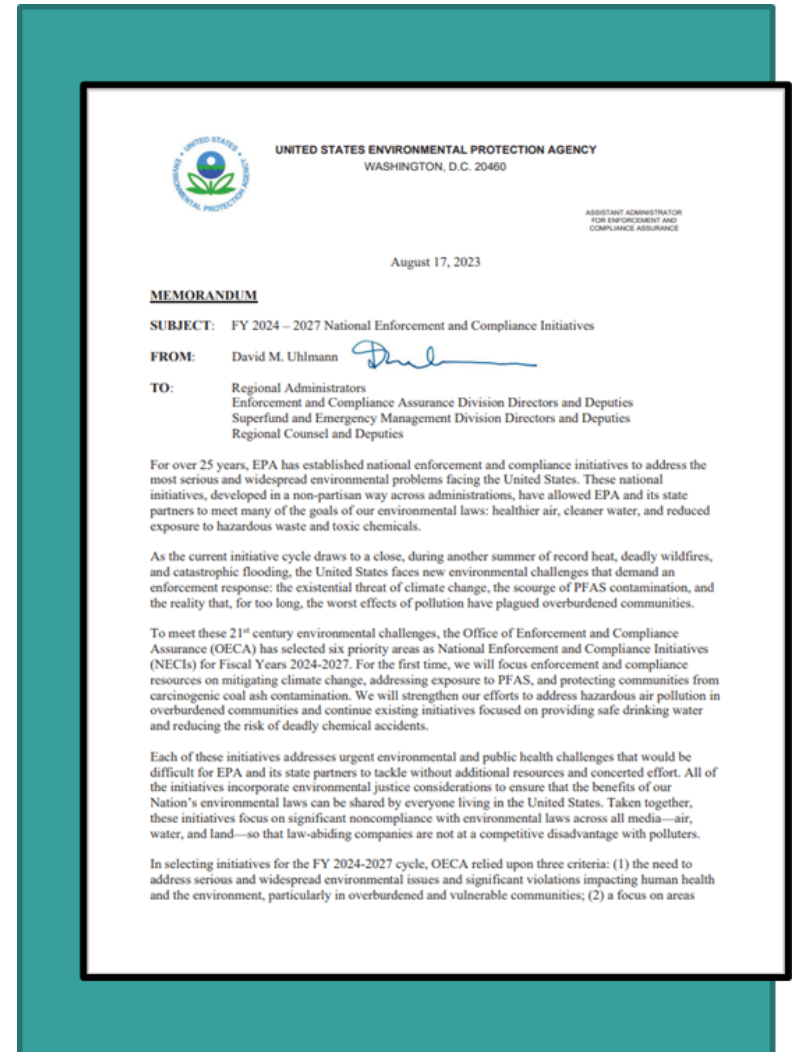 UNITED STATES
ENVIRONMENTAL PROTECTION AGENCY
UNITED STATES ENVIRONMENTAL PROTECTION AGENCY
WASHINGTON, D.C. 20460
ASSISTANT ADMINISTRATOR
FOR ENFORCEMENT AND
COMPLIANCE ASSURANCE
August 17, 2023
MEMORANDUM
SUBJECT: FY 2024 – 2027 National Enforcement and Compliance Initiatives
FROM: David M. Uhlmann
TO: Regional Administrators
Enforcement and Compliance Assurance Division Directors and Deputies
Superfund and Emergency Management Division Directors and Deputies
Regional Counsel and Deputies
For over 25 years, EPA has established national enforcement and compliance initiatives to address the
most serious and widespread environmental problems facing the United States. These national
initiatives, developed in a non-partisan way across administrations, have allowed EPA and its state
partners to meet many of the goals of our environmental laws: healthier air, cleaner water, and reduced
exposure to hazardous waste and toxic chemicals.
As the current initiative cycle draws to a close, during another summer of record heat, deadly wildfires,
and catastrophic flooding, the United States faces new environmental challenges that demand an
enforcement response: the existential threat of climate change, the scourge of PFAS contamination, and
the reality that, for too long, the worst effects of pollution have plagued overburdened communities.
To meet these 21st century environmental challenges, the Office of Enforcement and Compliance
Assurance (OECA) has selected six priority areas as National Enforcement and Compliance Initiatives
(NECIs) for Fiscal Years 2024-2027. For the first time, we will focus enforcement and compliance
resources on mitigating climate change, addressing exposure to PFAS, and protecting communities from
carcinogenic coal ash contamination. We will strengthen our efforts to address hazardous air pollution in
overburdened communities and continue existing initiatives focused on providing safe drinking water
and reducing the risk of deadly chemical accidents.
Each of these initiatives addresses urgent environmental and public health challenges that would be
difficult for EPA and its state partners to tackle without additional resources and concerted effort. All of
the initiatives incorporate environmental justice considerations to ensure that the benefits of our
Nation's environmental laws can be shared by everyone living in the United States. Taken together,
these initiatives focus on significant noncompliance with environmental laws across all media—air,
water, and land—so that law-abiding companies are not at a competitive disadvantage with polluters.
In selecting initiatives for the FY 2024-2027 cycle, OECA relied upon three criteria: (1) the need to
address serious and widespread environmental issues and significant violations impacting human health
and the environment, particularly in overburdened and vulnerable communities; (2) a focus on areas